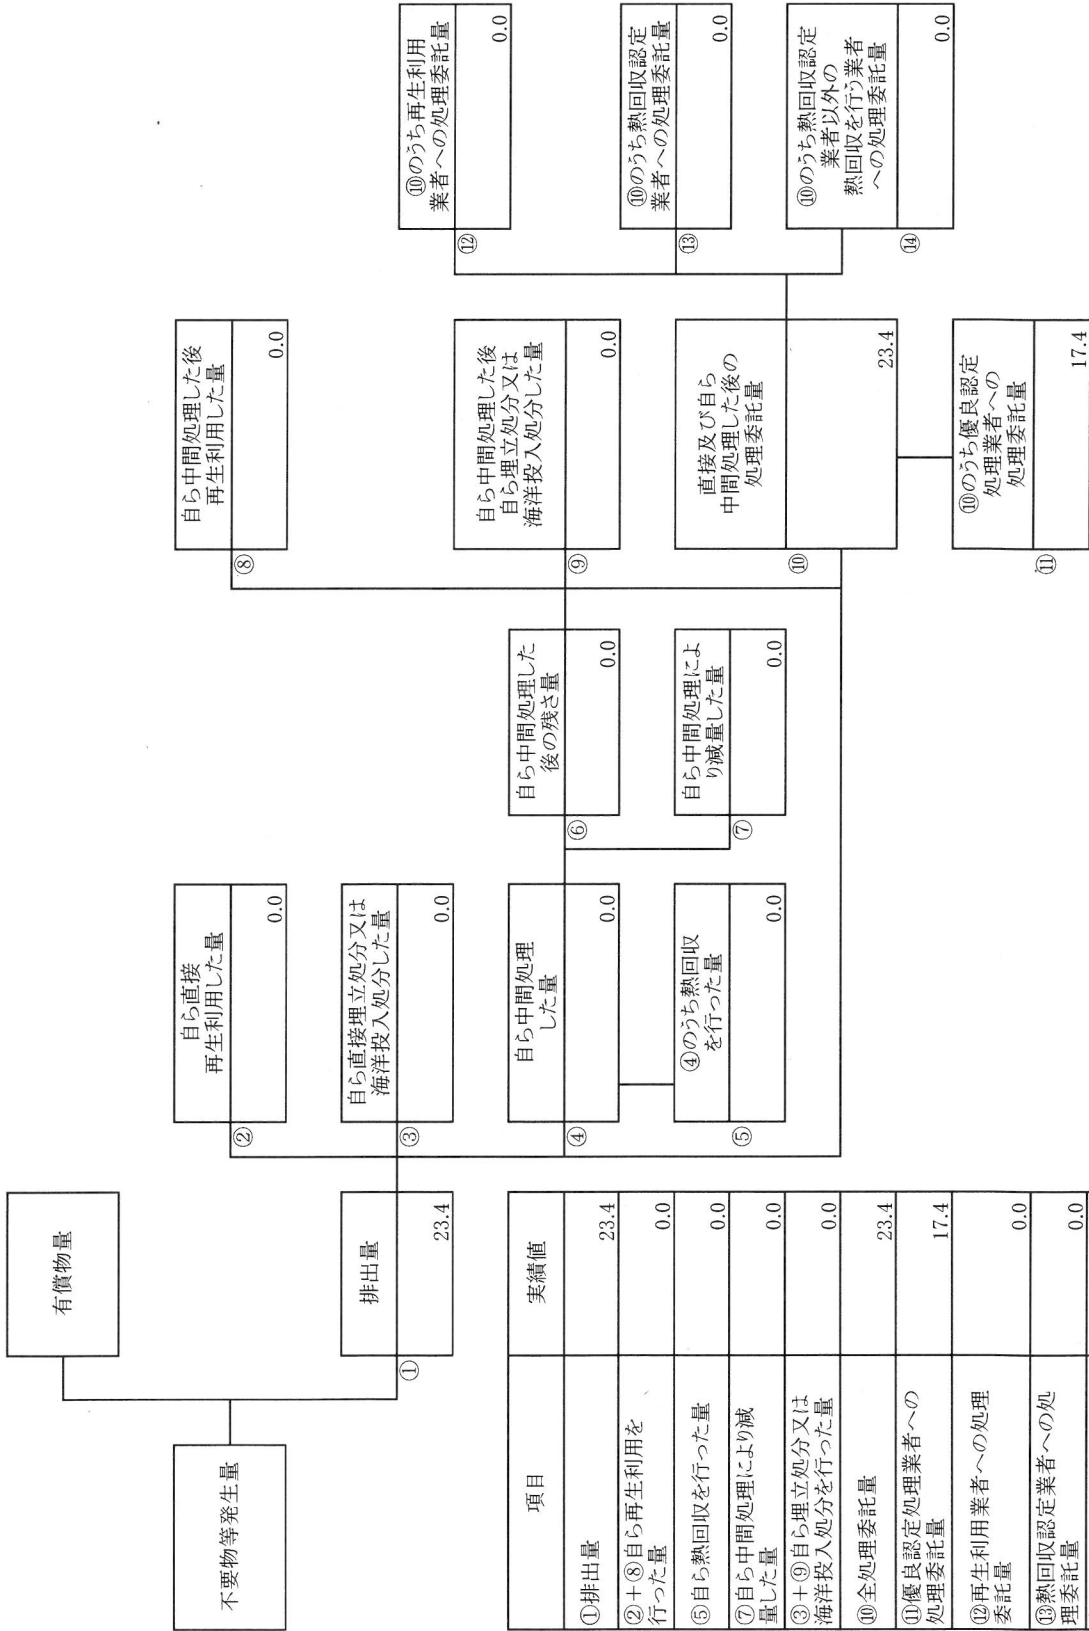 不要物等発生量
有償物量
排出量
①
23.4
自ら直接
再生利用した量
②
0.0
自ら直接埋立処分又は
海洋投入処分した量
③
0.0
自ら中間処理
した量
④
0.0
④のうち熱回収
を行った量
⑤
0.0
自ら中間処理した
後の残さ量
⑥
0.0
自ら中間処理によ
り減量した量
⑦
0.0
自ら中間処理した後
再生利用した量
⑧
0.0
自ら中間処理した後
自ら埋立処分又は
海洋投入処分した量
⑨
0.0
直接及び自ら
中間処理した後の
処理委託量
⑩
23.4
⑩のうち優良認定
処理業者への
処理委託量
⑪
17.4
⑩のうち再生利用
業者への処理委託量
⑫
0.0
⑩のうち熱回収認定
業者への処理委託量
⑬
0.0
⑩のうち熱回収認定
業者以外の
熱回収を行う業者
への処理委託量
⑭
0.0
項目 実績値
①排出量 23.4
②+⑧自ら再生利用を
行った量 0.0
⑤自ら熱回収を行った量 0.0
⑦自ら中間処理により減
量した量 0.0
③+⑨自ら埋立処分又は
海洋投入処分を行った量 0.0
⑩全処理委託量 23.4
⑪優良認定処理業者への
処理委託量 17.4
⑫再生利用業者への処理
委託量 0.0
⑬熱回収認定業者への処
理委託量 0.0